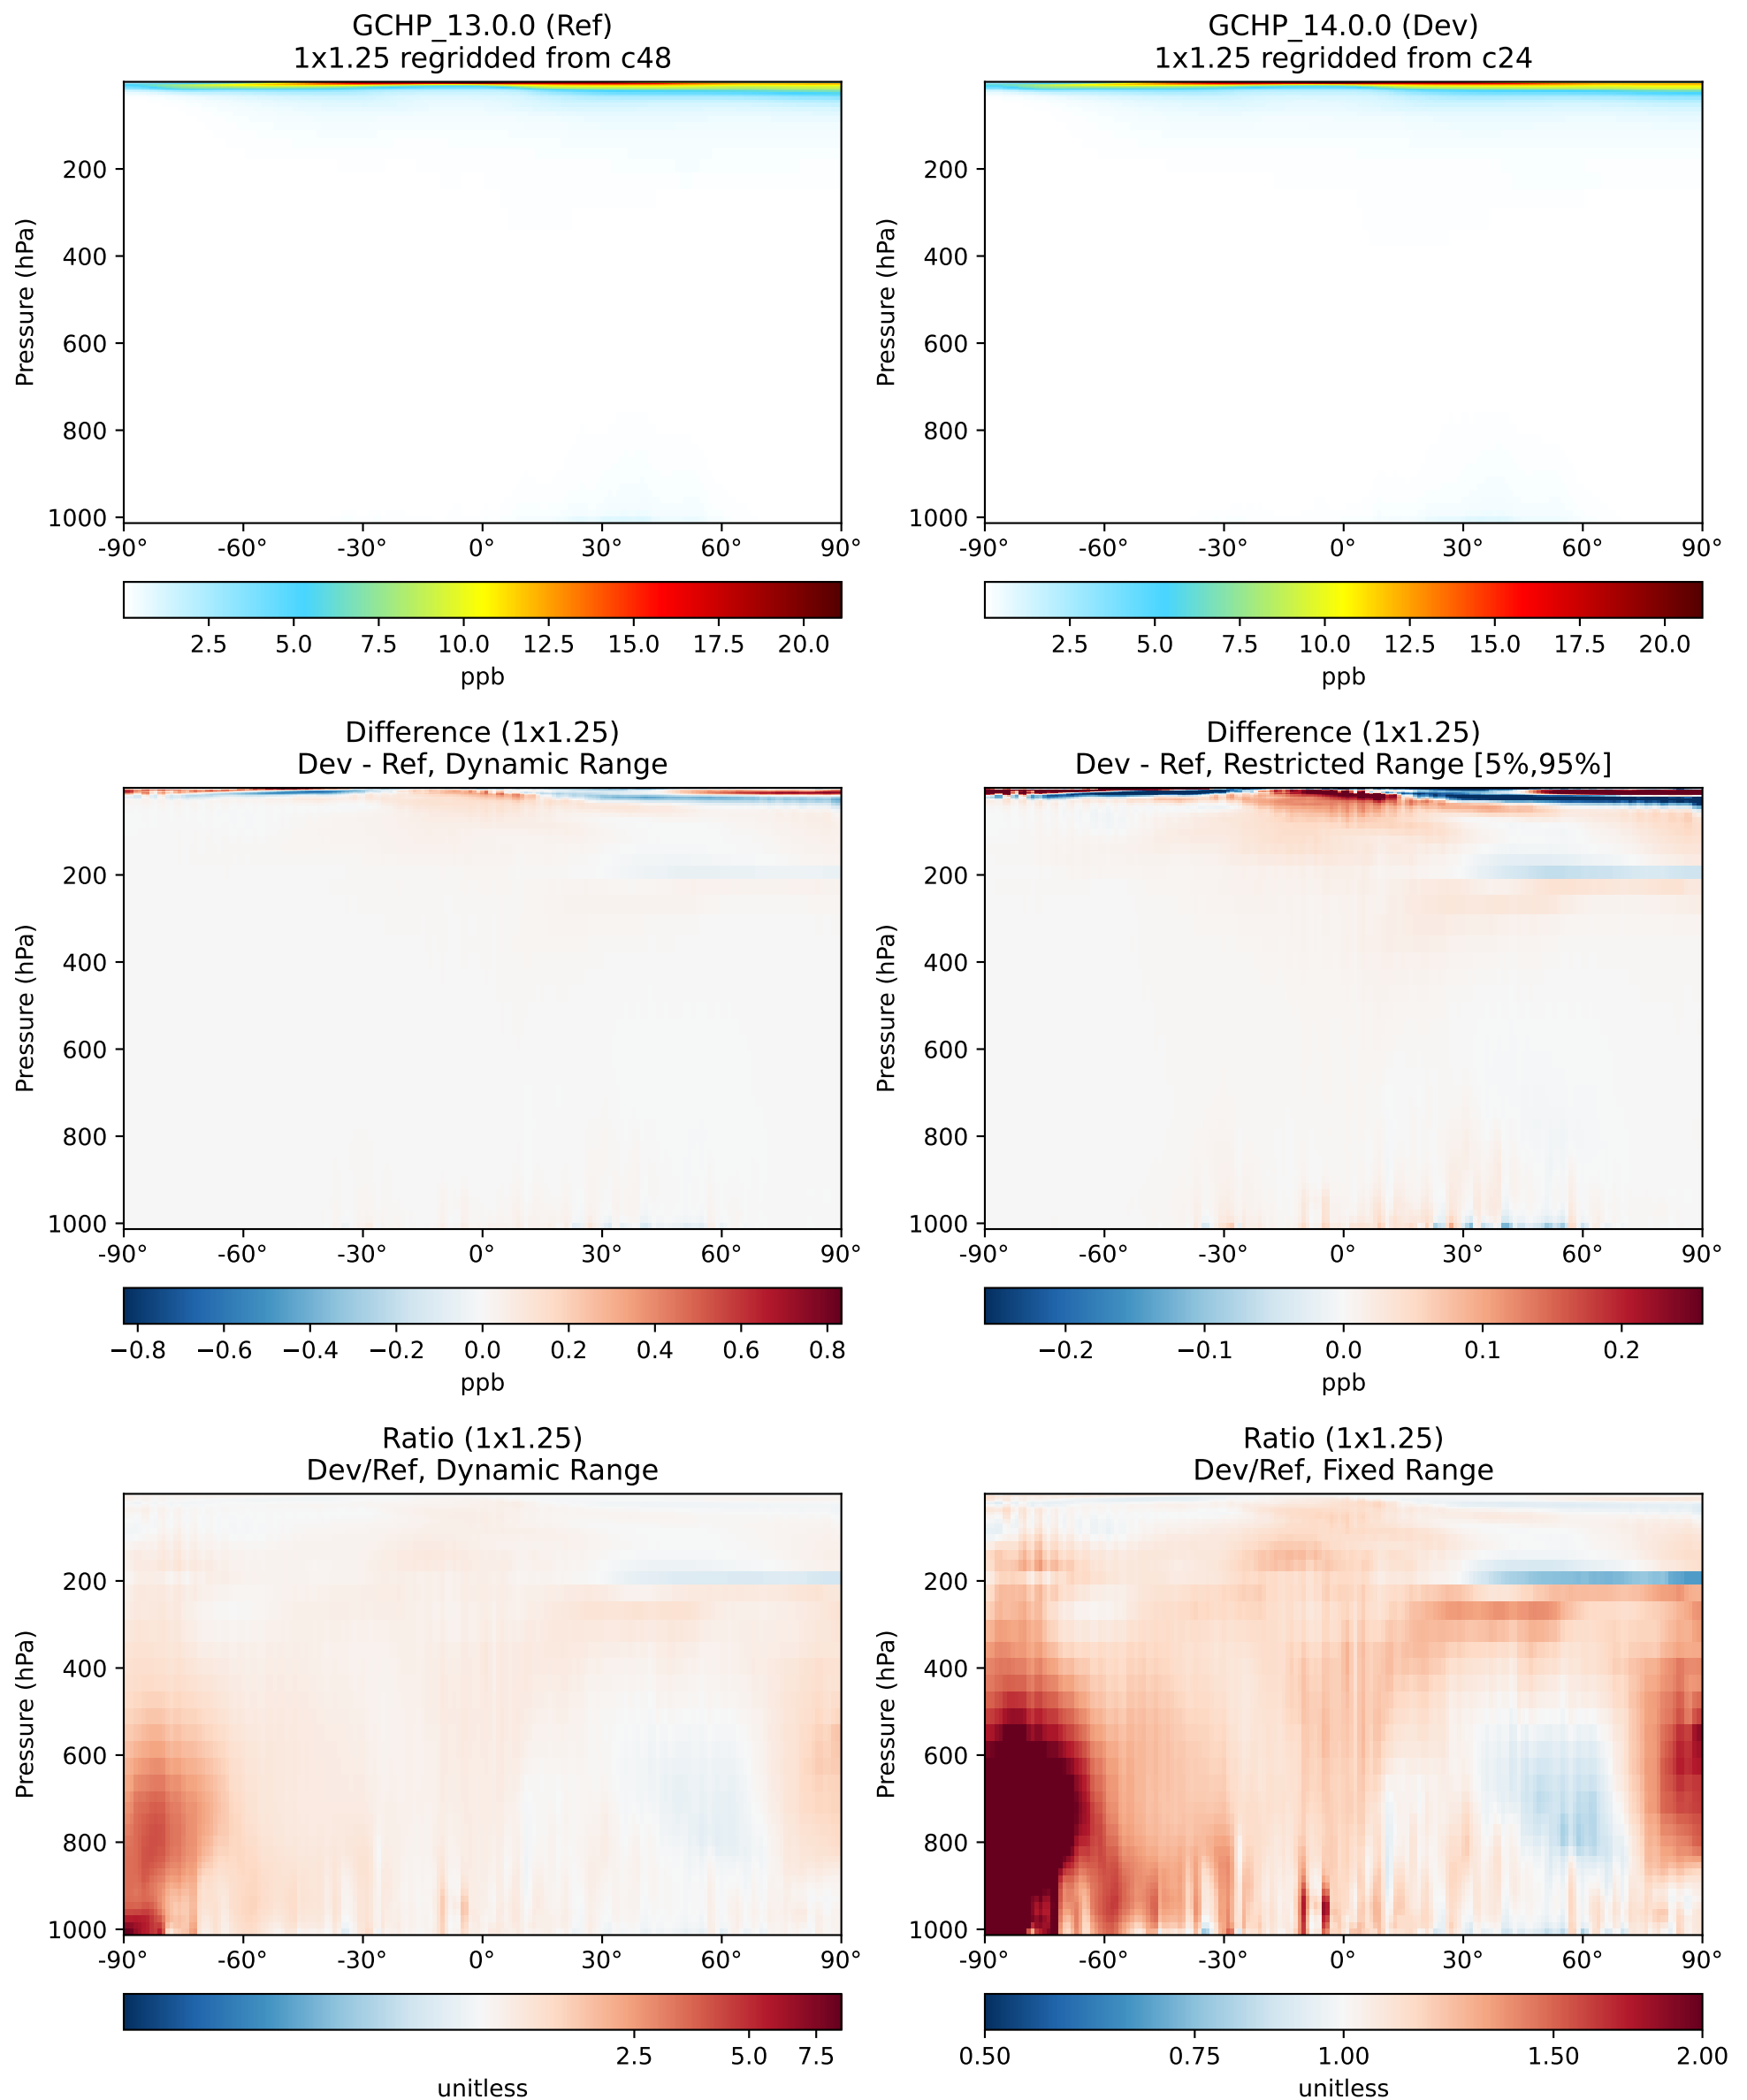 GCHP_13.0.0 (Ref)
1x1.25 regridded from c48
Pressure (hPa)
200
400
600
800
1000
-90° -60° -30° 0° 30° 60° 90°
2.5 5.0 7.5 10.0 12.5 15.0 17.5 20.0
ppb
GCHP_14.0.0 (Dev)
1x1.25 regridded from c24
Pressure (hPa)
200
400
600
800
1000
-90° -60° -30° 0° 30° 60° 90°
2.5 5.0 7.5 10.0 12.5 15.0 17.5 20.0
ppb
Difference (1x1.25)
Dev - Ref, Dynamic Range
Pressure (hPa)
200
400
600
800
1000
-90° -60° -30° 0° 30° 60° 90°
−0.8 −0.6 −0.4 −0.2 0.0 0.2 0.4 0.6 0.8
ppb
Difference (1x1.25)
Dev - Ref, Restricted Range [5%,95%]
Pressure (hPa)
200
400
600
800
1000
-90° -60° -30° 0° 30° 60° 90°
−0.2 −0.1 0.0 0.1 0.2
ppb
Ratio (1x1.25)
Dev/Ref, Dynamic Range
Pressure (hPa)
200
400
600
800
1000
-90° -60° -30° 0° 30° 60° 90°
2.5 5.0 7.5
unitless
Ratio (1x1.25)
Dev/Ref, Fixed Range
Pressure (hPa)
200
400
600
800
1000
-90° -60° -30° 0° 30° 60° 90°
0.50 0.75 1.00 1.50 2.00
unitless